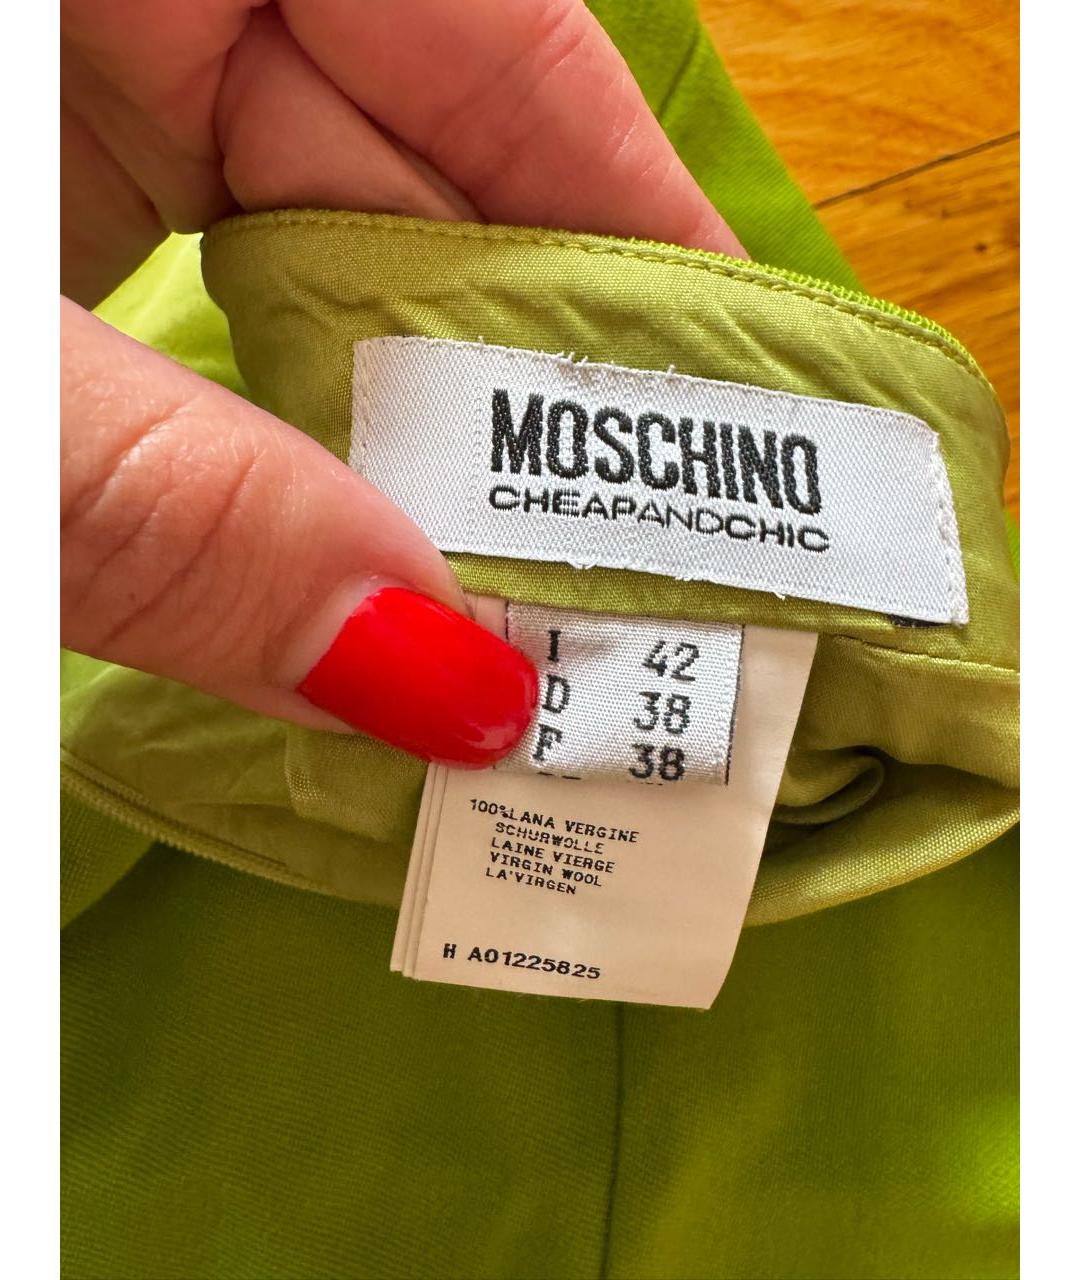 MOSCHINO
CHEAPANDCHIC
I 42
D 38
F 38
100%LANA VERGINE
SCHURWOLLE
LAINE VIERGE
VIRGIN WOOL
LA'VIRGEN
H A01225825